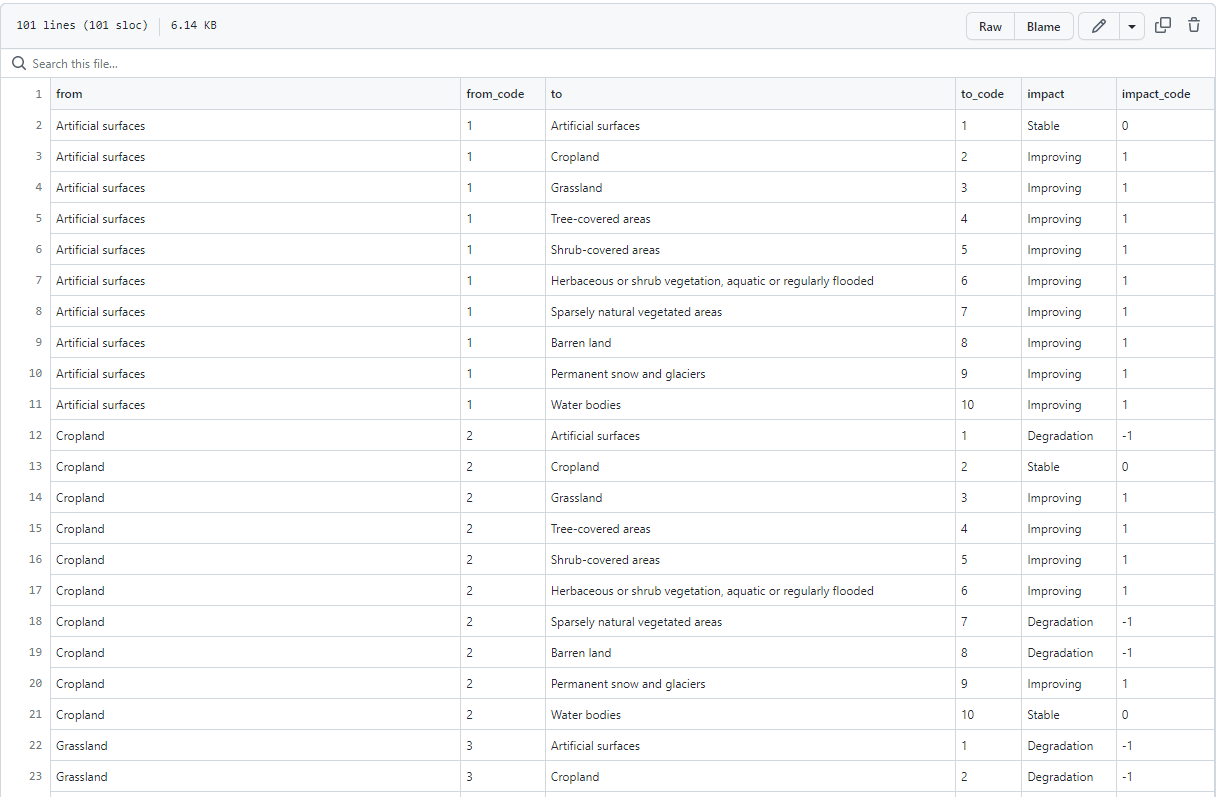 101 lines (101 sloc) 6.14 KB Raw Blame
Search this file...
1 from from_code to to_code impact impact_code
2 Artificial surfaces 1 Artificial surfaces 1 Stable 0
3 Artificial surfaces 1 Cropland 2 Improving 1
4 Artificial surfaces 1 Grassland 3 Improving 1
5 Artificial surfaces 1 Tree-covered areas 4 Improving 1
6 Artificial surfaces 1 Shrub-covered areas 5 Improving 1
7 Artificial surfaces 1 Herbaceous or shrub vegetation, aquatic or regularly flooded 6 Improving 1
8 Artificial surfaces 1 Sparsely natural vegetated areas 7 Improving 1
9 Artificial surfaces 1 Barren land 8 Improving 1
10 Artificial surfaces 1 Permanent snow and glaciers 9 Improving 1
11 Artificial surfaces 1 Water bodies 10 Improving 1
12 Cropland 2 Artificial surfaces 1 Degradation -1
13 Cropland 2 Cropland 2 Stable 0
14 Cropland 2 Grassland 3 Improving 1
15 Cropland 2 Tree-covered areas 4 Improving 1
16 Cropland 2 Shrub-covered areas 5 Improving 1
17 Cropland 2 Herbaceous or shrub vegetation, aquatic or regularly flooded 6 Improving 1
18 Cropland 2 Sparsely natural vegetated areas 7 Degradation -1
19 Cropland 2 Barren land 8 Degradation -1
20 Cropland 2 Permanent snow and glaciers 9 Improving 1
21 Cropland 2 Water bodies 10 Stable 0
22 Grassland 3 Artificial surfaces 1 Degradation -1
23 Grassland 3 Cropland 2 Degradation -1